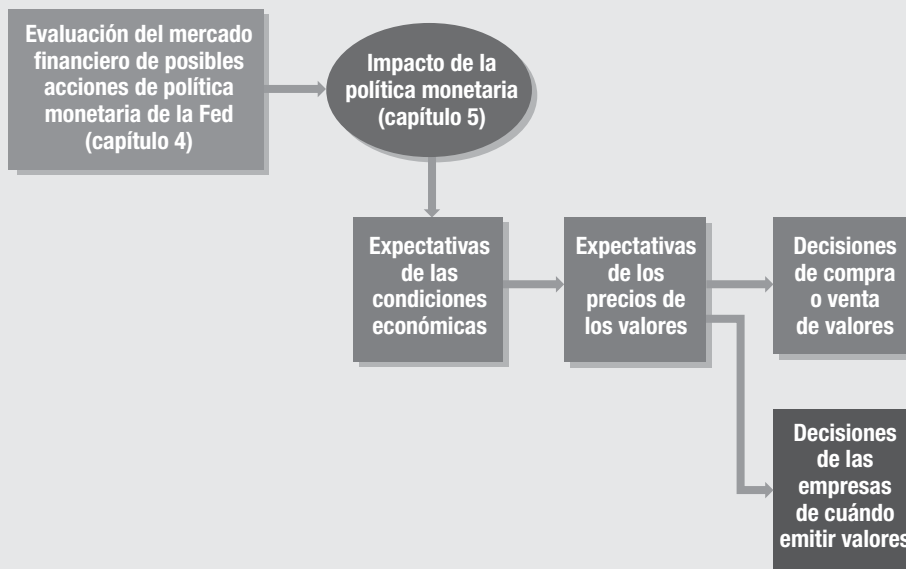 Evaluación del mercado
financiero de posibles
acciones de política
monetaria de la Fed
(capítulo 4)
Impacto de la
política monetaria
(capítulo 5)
Expectativas
de las
condiciones
económicas
Expectativas
de los
precios de
los valores
Decisiones
de compra
o venta
de valores
Decisiones
de las
empresas
de cuándo
emitir valores